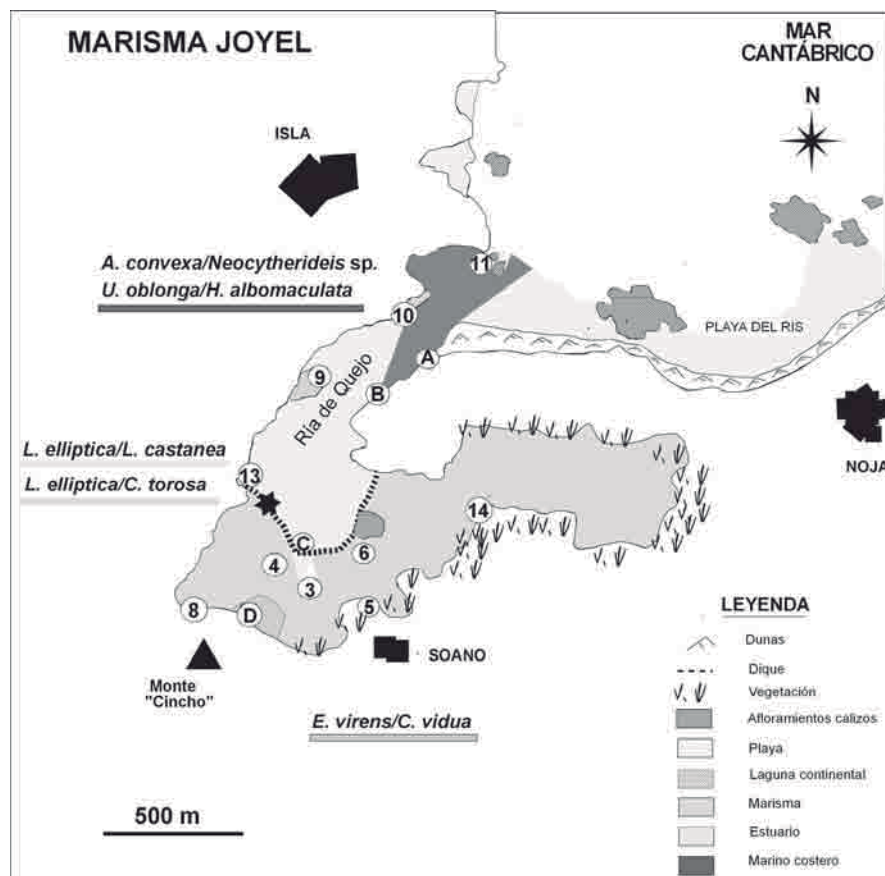 MARISMA JOYEL
MAR
CANTÁBRICO
N
ISLA
A. convexa/Neocytherideis sp.
U. oblonga/H. albomaculata
11
10
A
PLAYA DEL RIS
9
B
Ría de Quejo
NOJA
L. elliptica/L. castanea
L. elliptica/C. torosa
13
14
C
4
6
3
8
D
5
SOANO
Monte
"Cincho"
E. virens/C. vidua
500 m
LEYENDA
Dunas
Dique
Vegetación
Afloramientos calizos
Playa
Laguna continental
Marisma
Estuario
Marino costero